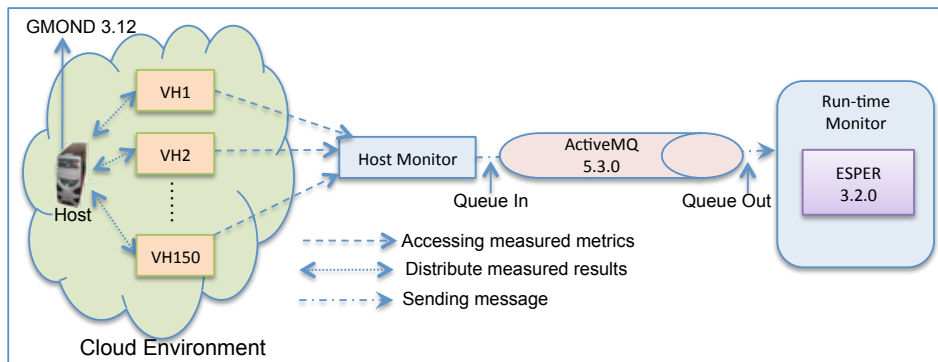 GMOND 3.12
VH1
VH2
VH150
Host
Cloud Environment
Host Monitor
Queue In
ActiveMQ
5.3.0
Queue Out
Run-time
Monitor
ESPER
3.2.0
Accessing measured metrics
Distribute measured results
Sending message